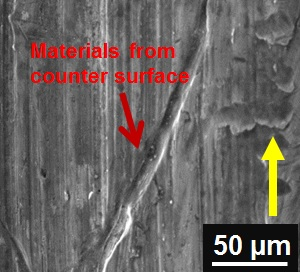 Materials from
counter surface
50 μm